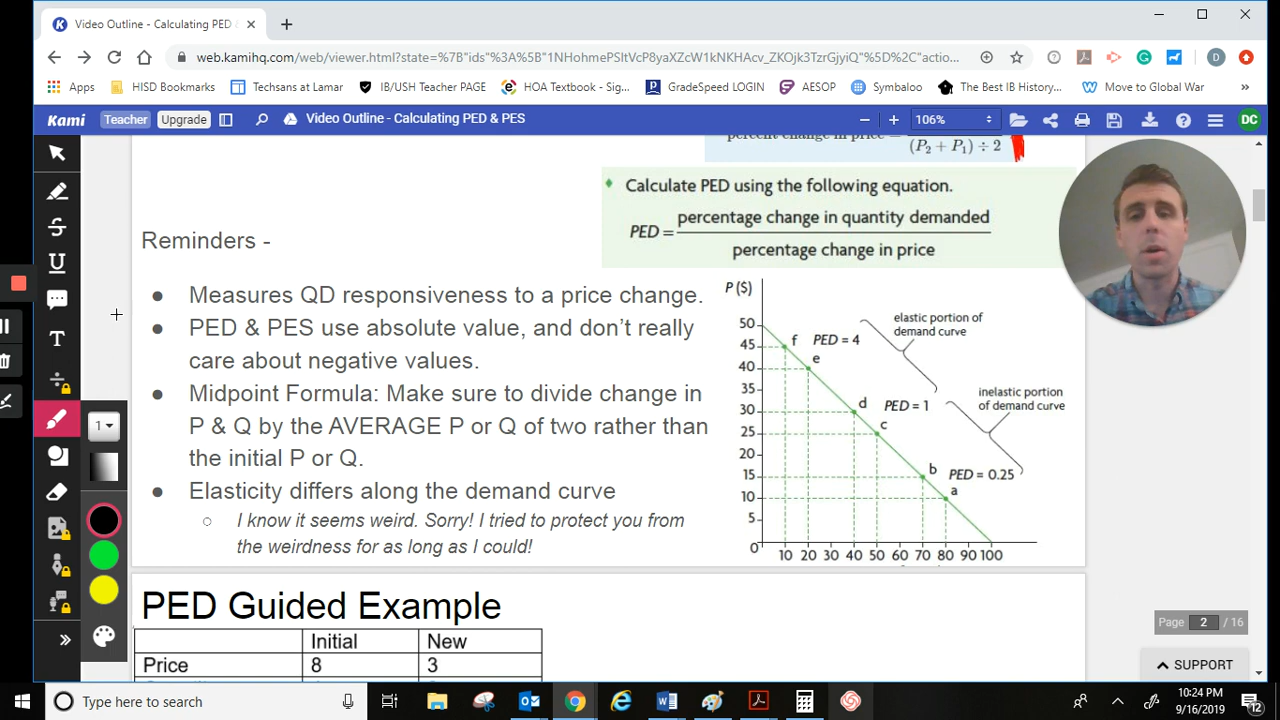 Video Outline - Calculating PED &
web.kamihq.com/web/viewer.html?state=%7B"ids"%3A%5B"1NHohmePSltVcP8yaXZcW1kNKHAcv_ZKOjk3TzrGjyiQ"%5D%2C"actio...
Apps HISD Bookmarks Techsans at Lamar IB/USH Teacher PAGE HOA Textbook - Sig... GradeSpeed LOGIN AESOP Symbaloo The Best IB History... Move to Global War »
Kami Teacher Upgrade Video Outline - Calculating PED & PES 106% DC
(P₂ + P₁) ÷ 2
Calculate PED using the following equation.
PED = percentage change in quantity demanded
percentage change in price
Reminders -
● Measures QD responsiveness to a price change.
● PED & PES use absolute value, and don't really
care about negative values.
● Midpoint Formula: Make sure to divide change in
P & Q by the AVERAGE P or Q of two rather than
the initial P or Q.
● Elasticity differs along the demand curve
○ I know it seems weird. Sorry! I tried to protect you from
the weirdness for as long as I could!
P ($)
50
45
40
35
30
25
20
15
10
5
0 10 20 30 40 50 60 70 80 90 100
f PED = 4
e
d PED = 1
c
b PED = 0.25
a
elastic portion of
demand curve
inelastic portion
of demand curve
PED Guided Example
Initial New
Price 8 3
Page 2 / 16
SUPPORT
T
1
Type here to search
10:24 PM
9/16/2019
12